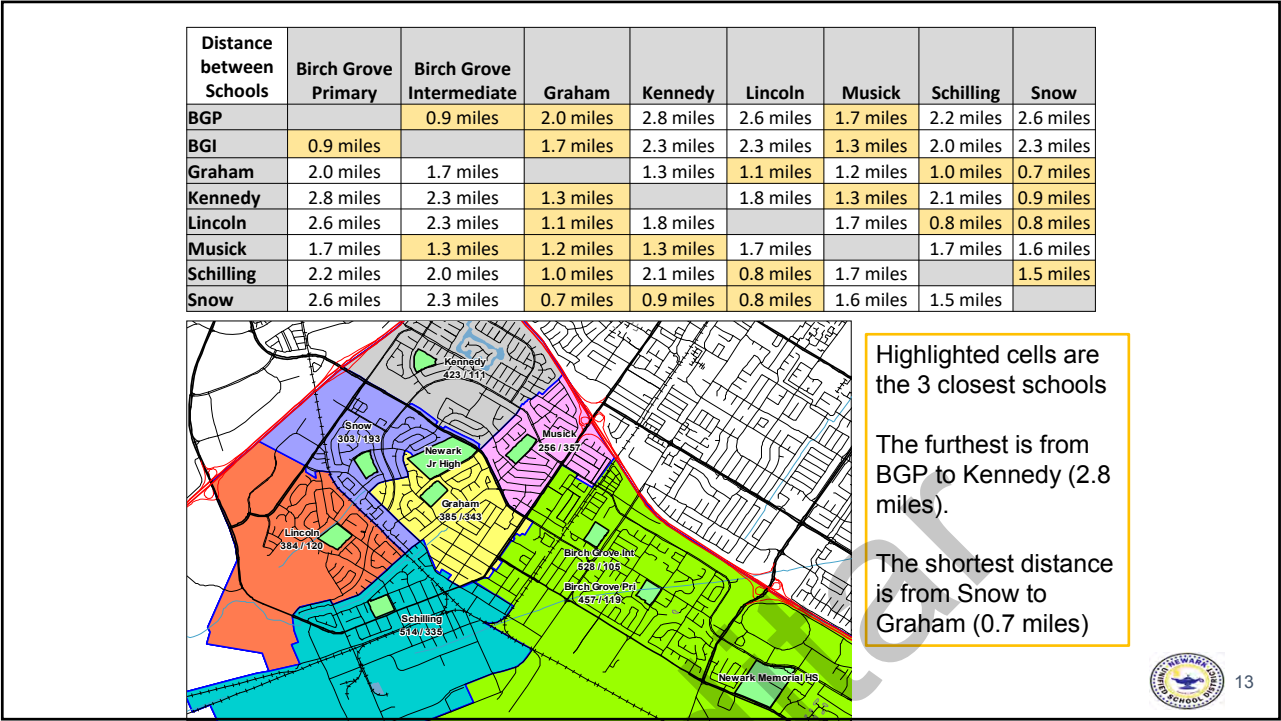 Distance between Schools Birch Grove Primary Birch Grove Intermediate Graham Kennedy Lincoln Musick Schilling Snow
BGP 0.9 miles 2.0 miles 2.8 miles 2.6 miles 1.7 miles 2.2 miles 2.6 miles
BGI 0.9 miles 1.7 miles 2.3 miles 2.3 miles 1.3 miles 2.0 miles 2.3 miles
Graham 2.0 miles 1.7 miles 1.3 miles 1.1 miles 1.2 miles 1.0 miles 0.7 miles
Kennedy 2.8 miles 2.3 miles 1.3 miles 1.8 miles 1.3 miles 2.1 miles 0.9 miles
Lincoln 2.6 miles 2.3 miles 1.1 miles 1.8 miles 1.7 miles 0.8 miles 0.8 miles
Musick 1.7 miles 1.3 miles 1.2 miles 1.3 miles 1.7 miles 1.7 miles 1.6 miles
Schilling 2.2 miles 2.0 miles 1.0 miles 2.1 miles 0.8 miles 1.7 miles 1.5 miles
Snow 2.6 miles 2.3 miles 0.7 miles 0.9 miles 0.8 miles 1.6 miles 1.5 miles
Kennedy
423 / 111
Snow
303 / 193
Musick
256 / 357
Newark
Jr High
Graham
385 / 343
Lincoln
384 / 120
Birch Grove Int
528 / 105
Birch Grove Pri
457 / 119
Schilling
514 / 335
Newark Memorial HS
Highlighted cells are
the 3 closest schools
The furthest is from
BGP to Kennedy (2.8
miles).
The shortest distance
is from Snow to
Graham (0.7 miles)
NEWARK
UNIFIED SCHOOL DISTRICT
13